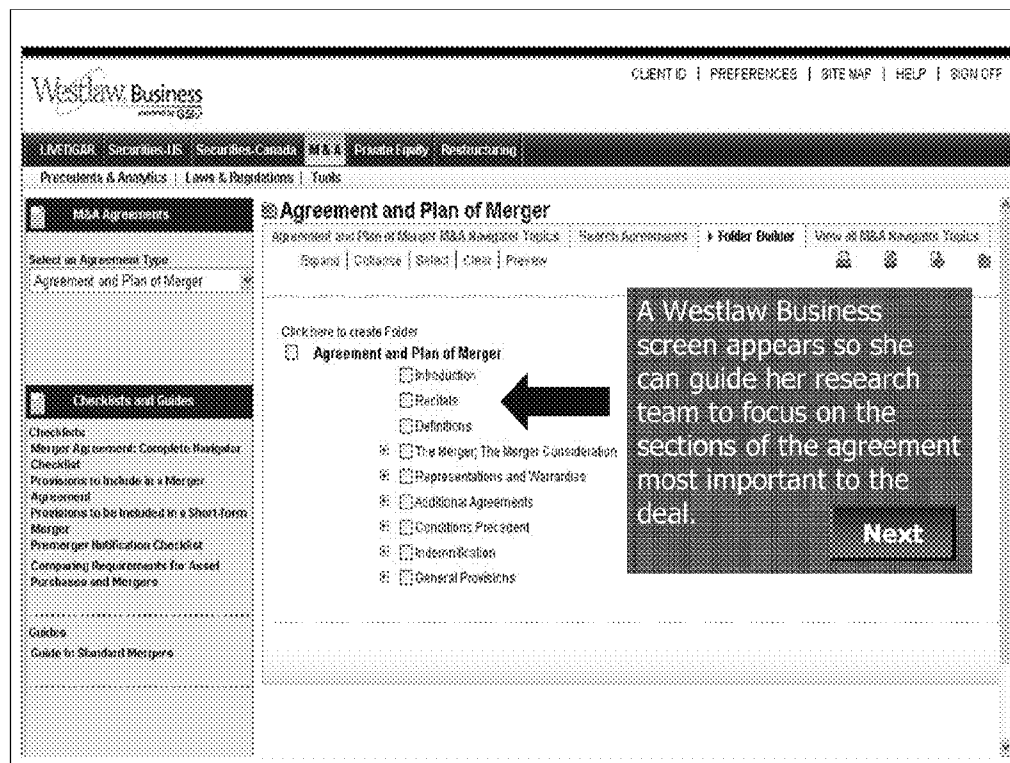 CLIENT ID | PREFERENCES | SITE MAP | HELP | SIGN OFF
Westlaw. Business
LIVEDGAR Securities-US Securities-Canada M & A Private Equity Restructuring
Precedents & Analytics | Laws & Regulations | Tools
M&A Agreements
Select an Agreement Type
Agreement and Plan of Merger
Checklists and Guides
Checklists
Merger Agreement: Complete Navigator
Checklist
Provisions to Include in a Merger
Agreement
Provisions to be Included in a Short-form
Merger
Premerger Notification Checklist
Comparing Requirements for Asset
Purchases and Mergers
Guides
Guide to Standard Mergers
Agreement and Plan of Merger
Agreement and Plan of Merger M&A Navigator Topics | Search Agreements | Folder Builder | View all M&A Navigator Topics
Expand | Collapse | Select | Clear | Preview
Click here to create Folder
Agreement and Plan of Merger
Introduction
Recitals
Definitions
The Merger; The Merger Consideration
Representations and Warranties
Additional Agreements
Conditions Precedent
Indemnification
General Provisions
A Westlaw Business
screen appears so she
can guide her research
team to focus on the
sections of the agreement
most important to the
deal.
Next